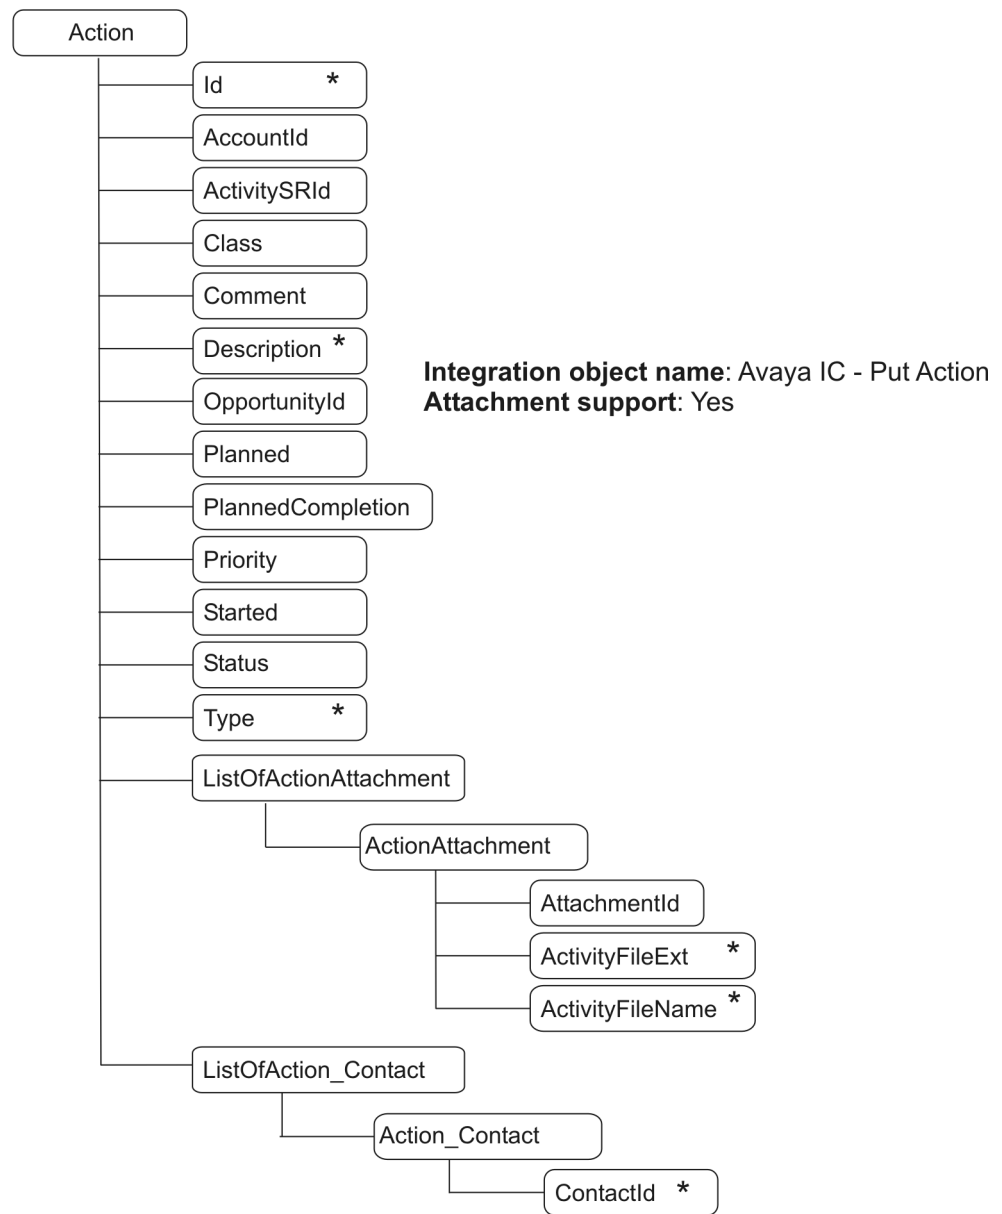 Action
Id *
AccountId
ActivitySRId
Class
Comment
Description *
Integration object name: Avaya IC - Put Action
Attachment support: Yes
OpportunityId
Planned
PlannedCompletion
Priority
Started
Status
Type *
ListOfActionAttachment
ActionAttachment
AttachmentId
ActivityFileExt *
ActivityFileName *
ListOfAction_Contact
Action_Contact
ContactId *